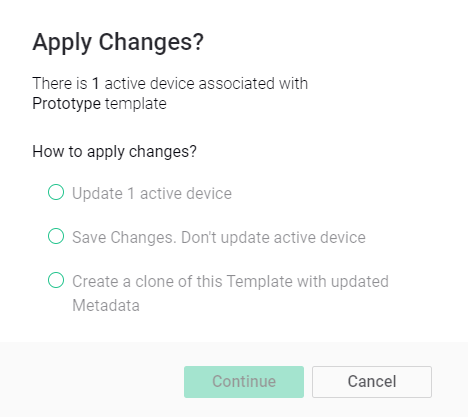 Apply Changes?
There is 1 active device associated with
Prototype template
How to apply changes?
Update 1 active device
Save Changes. Don't update active device
Create a clone of this Template with updated
Metadata
Continue
Cancel